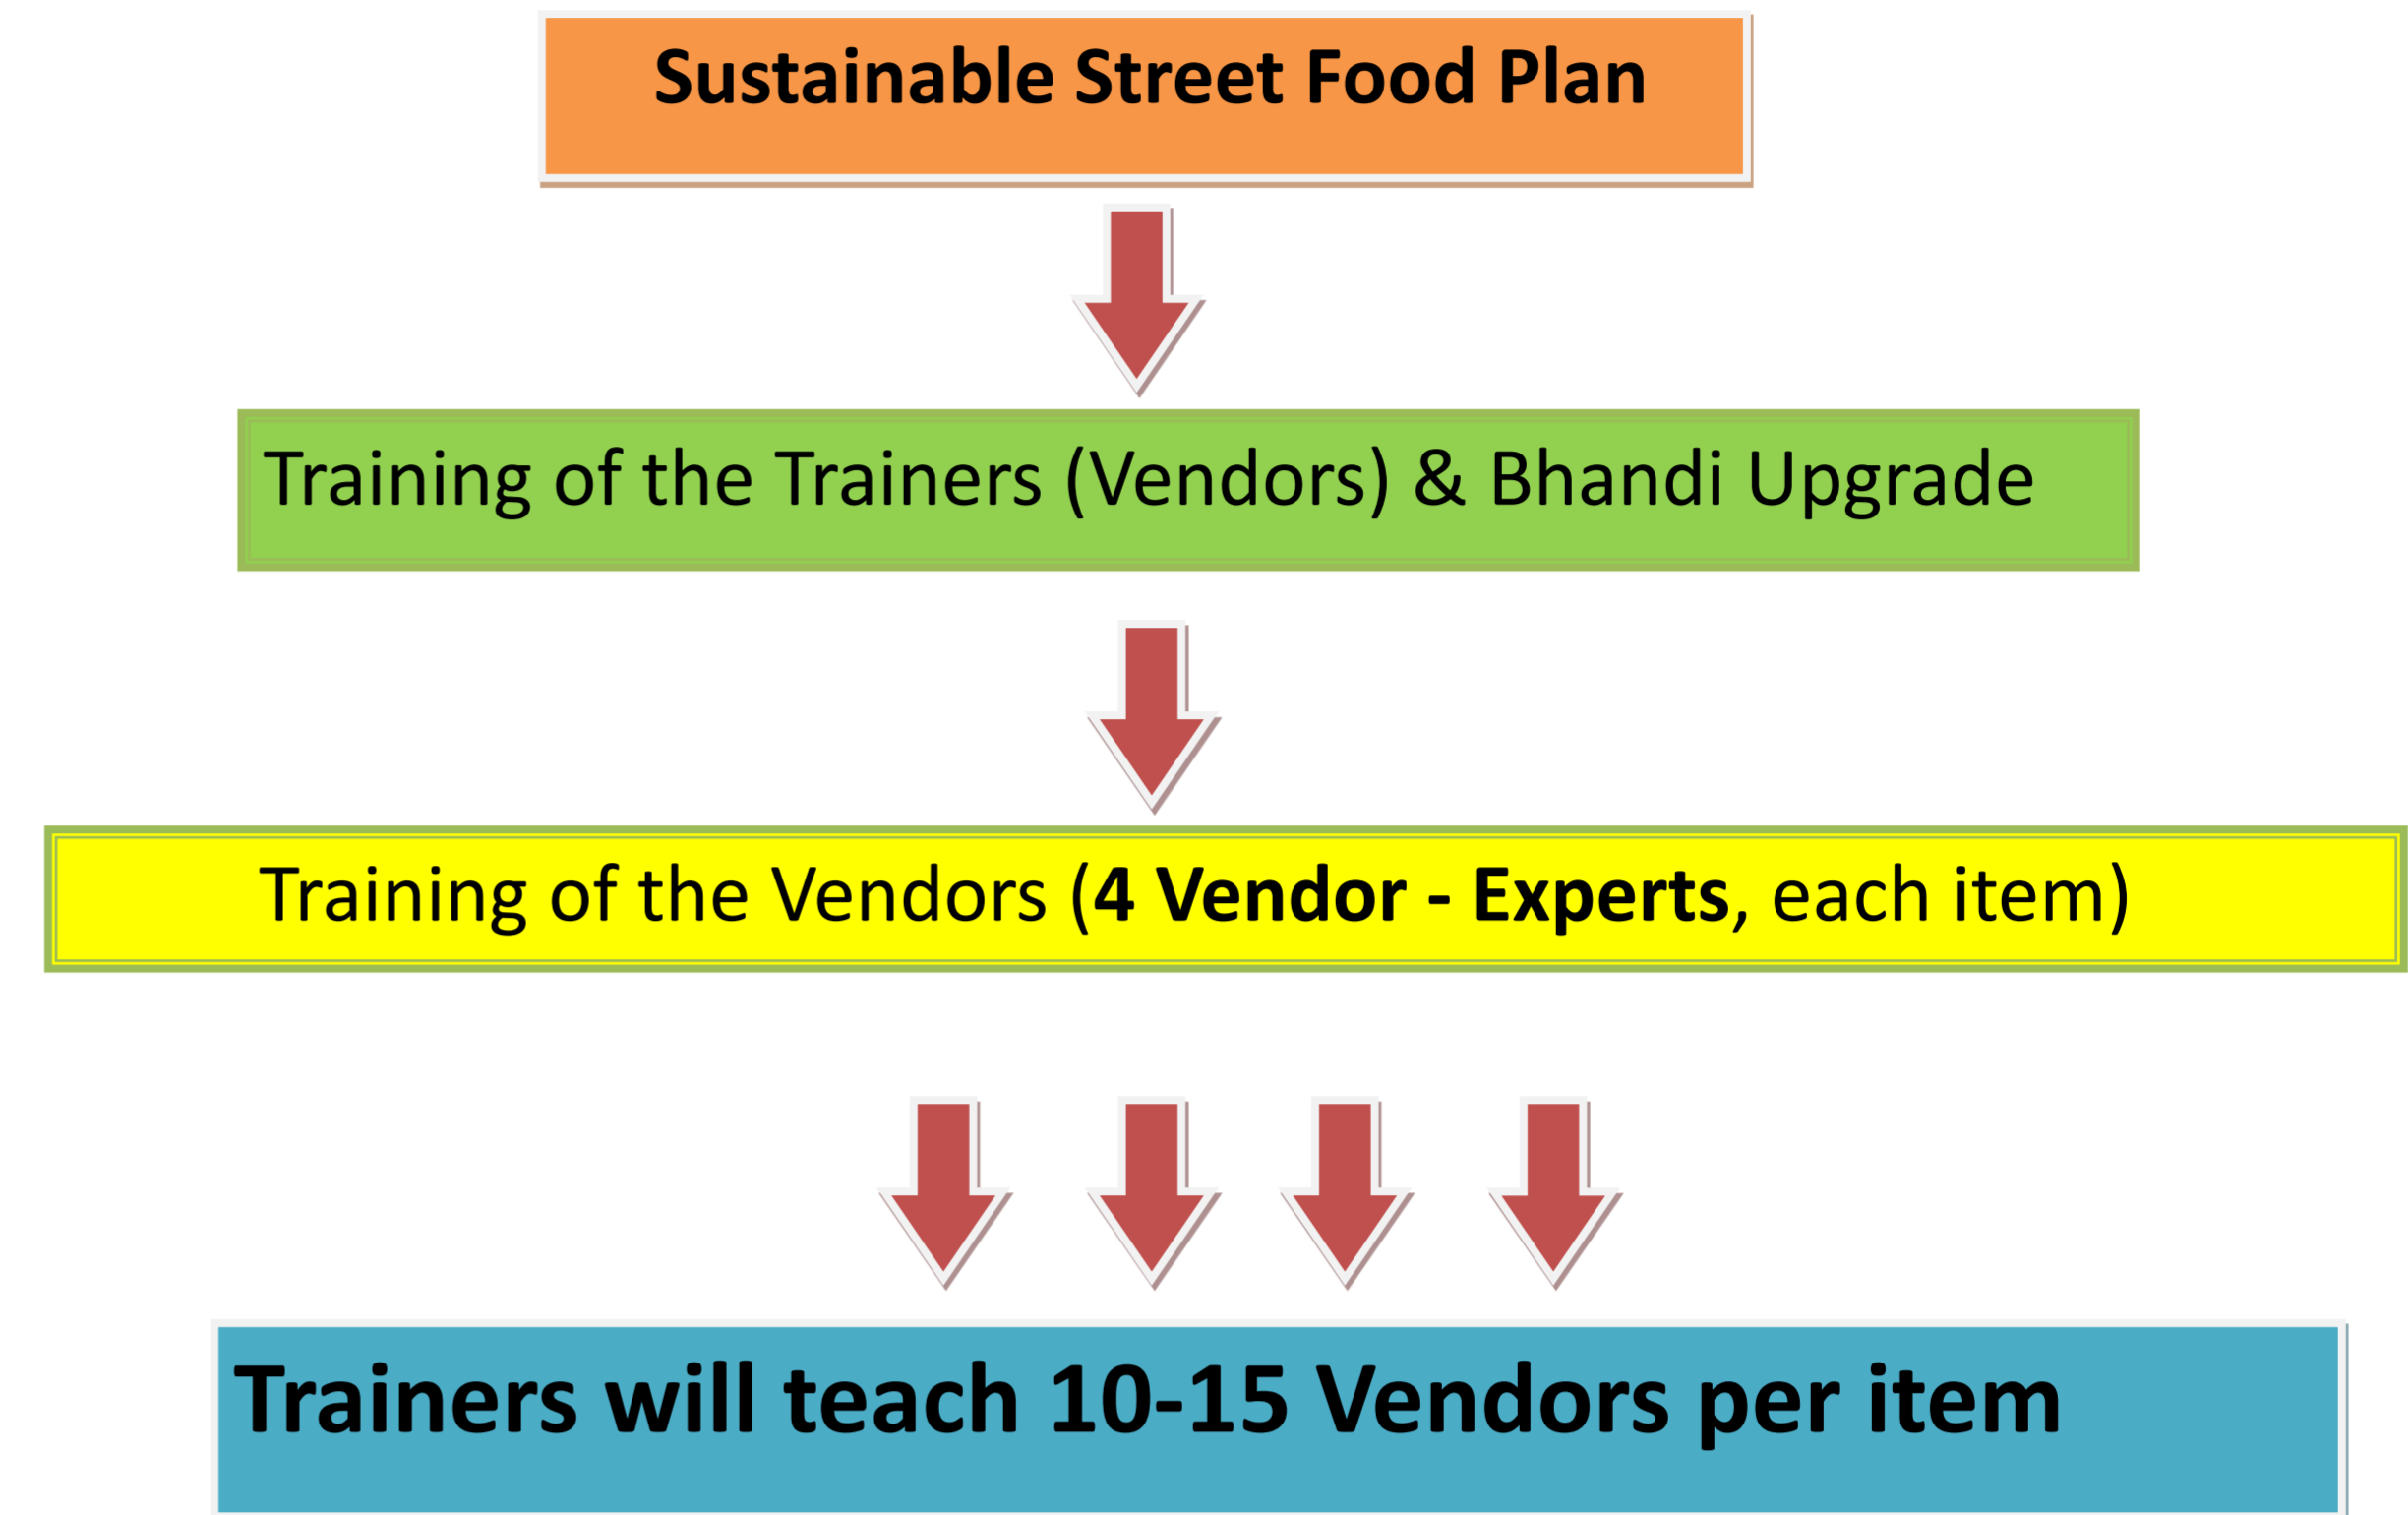 Sustainable Street Food Plan
Training of the Trainers (Vendors) & Bhandi Upgrade
Training of the Vendors (4 Vendor - Experts, each item)
Trainers will teach 10-15 Vendors per item